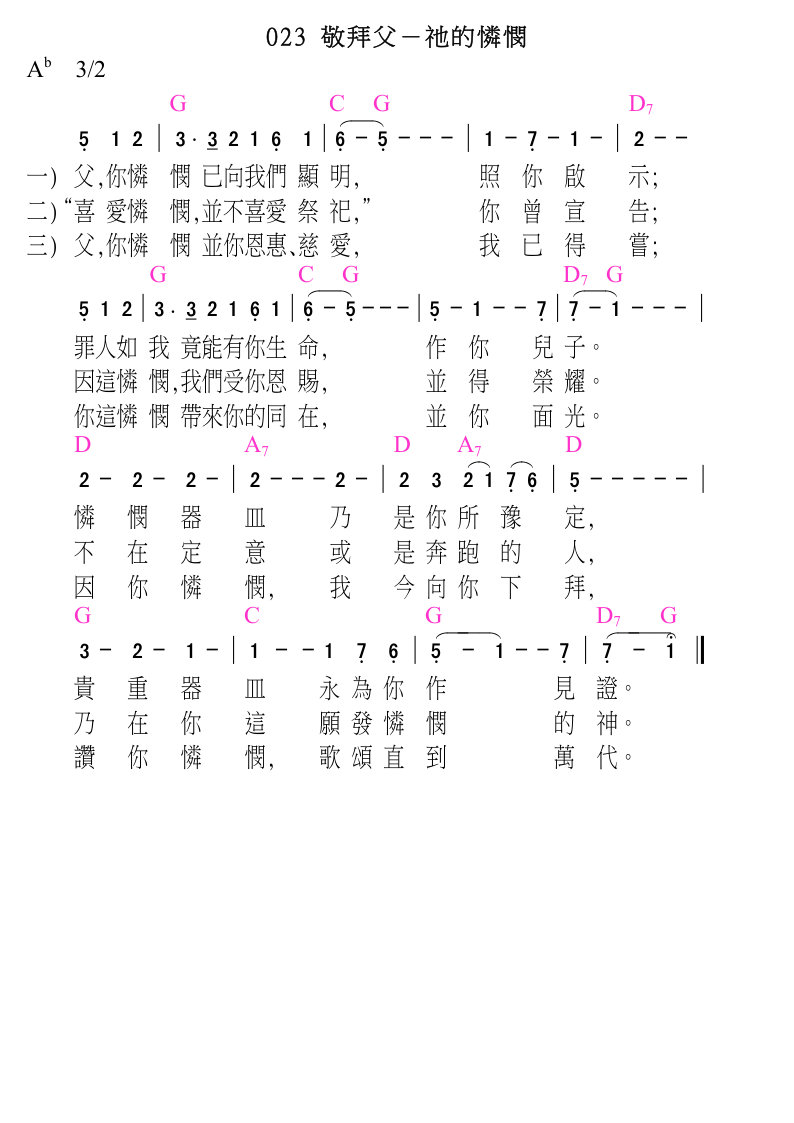 023 敬拜父－祂的憐憫
Aᵇ 3/2
G C G D7
5 1 2 | 3 · 3 2 1 6 1 | 6 – 5 – – – | 1 – 7 – 1 – | 2 – –
一) 父,你憐 憫 已向我們 顯 明, 照 你 啟 示;
二)“喜 愛憐 憫,並不喜愛 祭 祀,” 你 曾 宣 告;
三) 父,你憐 憫 並你恩惠、慈 愛, 我 已 得 嘗;
G C G D7 G
5 1 2 | 3 · 3 2 1 6 1 | 6 – 5 – – – | 5 – 1 – – 7 | 7 – 1 – – – |
罪人如 我 竟能有你生 命, 作 你 兒 子。
因這憐 憫,我們受你恩 賜, 並 得 榮 耀。
你這憐 憫 帶來你的同 在, 並 你 面 光。
D A7 D A7 D
2 – 2 – 2 – | 2 – – – 2 – | 2 3 2 1 7 6 | 5 – – – – – |
憐 憫 器 皿 乃 是 你 所 豫 定,
不 在 定 意 或 是 奔 跑 的 人,
因 你 憐 憫, 我 今 向 你 下 拜,
G C G D7 G
3 – 2 – 1 – | 1 – – 1 7 6 | 5 – 1 – – 7 | 7 – 1 ‖
貴 重 器 皿 永 為 你 作 見 證。
乃 在 你 這 願 發 憐 憫 的 神。
讚 你 憐 憫, 歌 頌 直 到 萬 代。